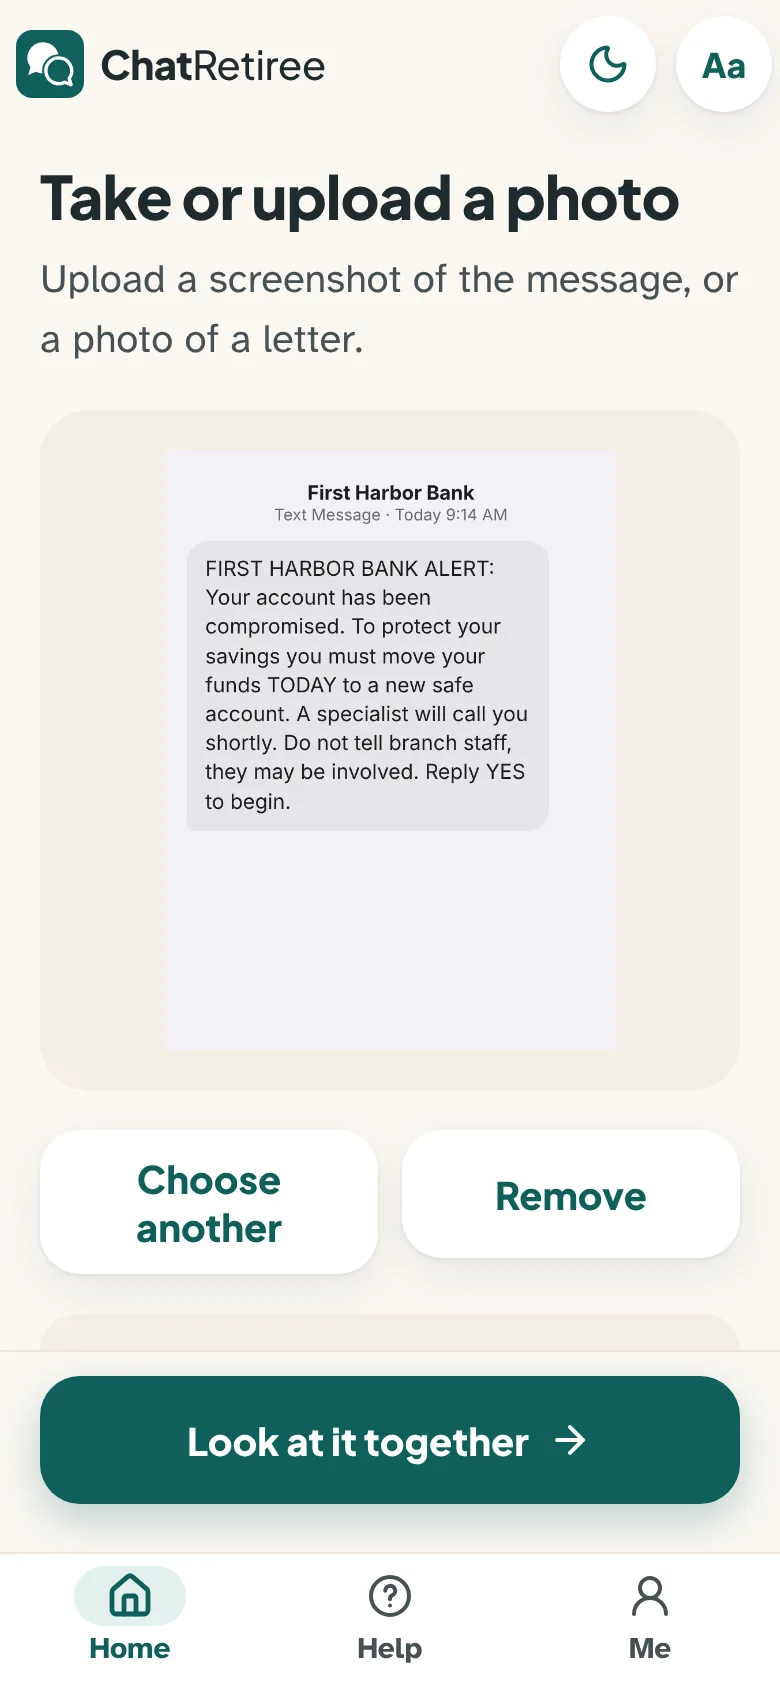 ChatRetiree
Aa
Take or upload a photo
Upload a screenshot of the message, or
a photo of a letter.
First Harbor Bank
Text Message · Today 9:14 AM
FIRST HARBOR BANK ALERT:
Your account has been
compromised. To protect your
savings you must move your
funds TODAY to a new safe
account. A specialist will call you
shortly. Do not tell branch staff,
they may be involved. Reply YES
to begin.
Choose
another
Remove
Look at it together
Home
Help
Me